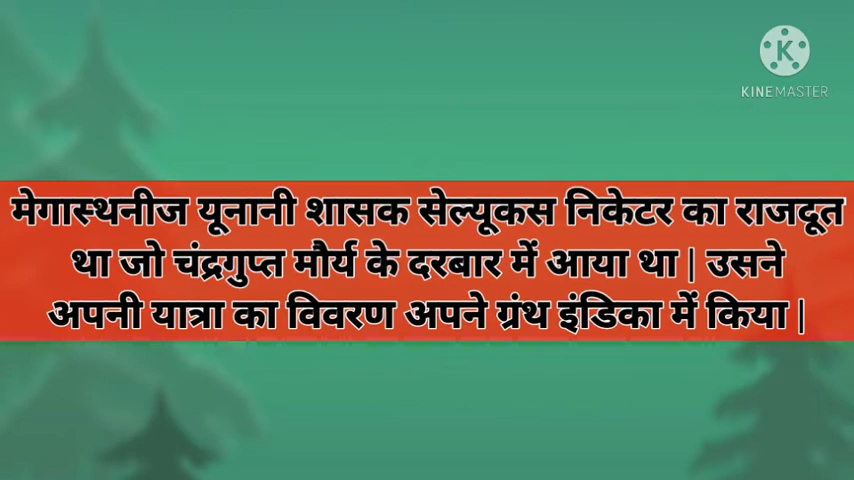 KINEMASTER
मेगास्थनीज यूनानी शासक सेल्यूकस निकेटर का राजदूत
था जो चंद्रगुप्त मौर्य के दरबार में आया था | उसने
अपनी यात्रा का विवरण अपने ग्रंथ इंडिका में किया |